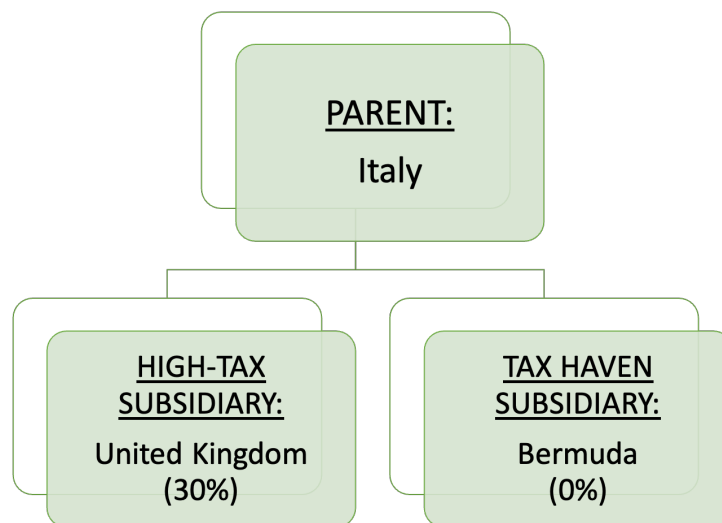 PARENT:
Italy
HIGH-TAX
SUBSIDIARY:
United Kingdom
(30%)
TAX HAVEN
SUBSIDIARY:
Bermuda
(0%)